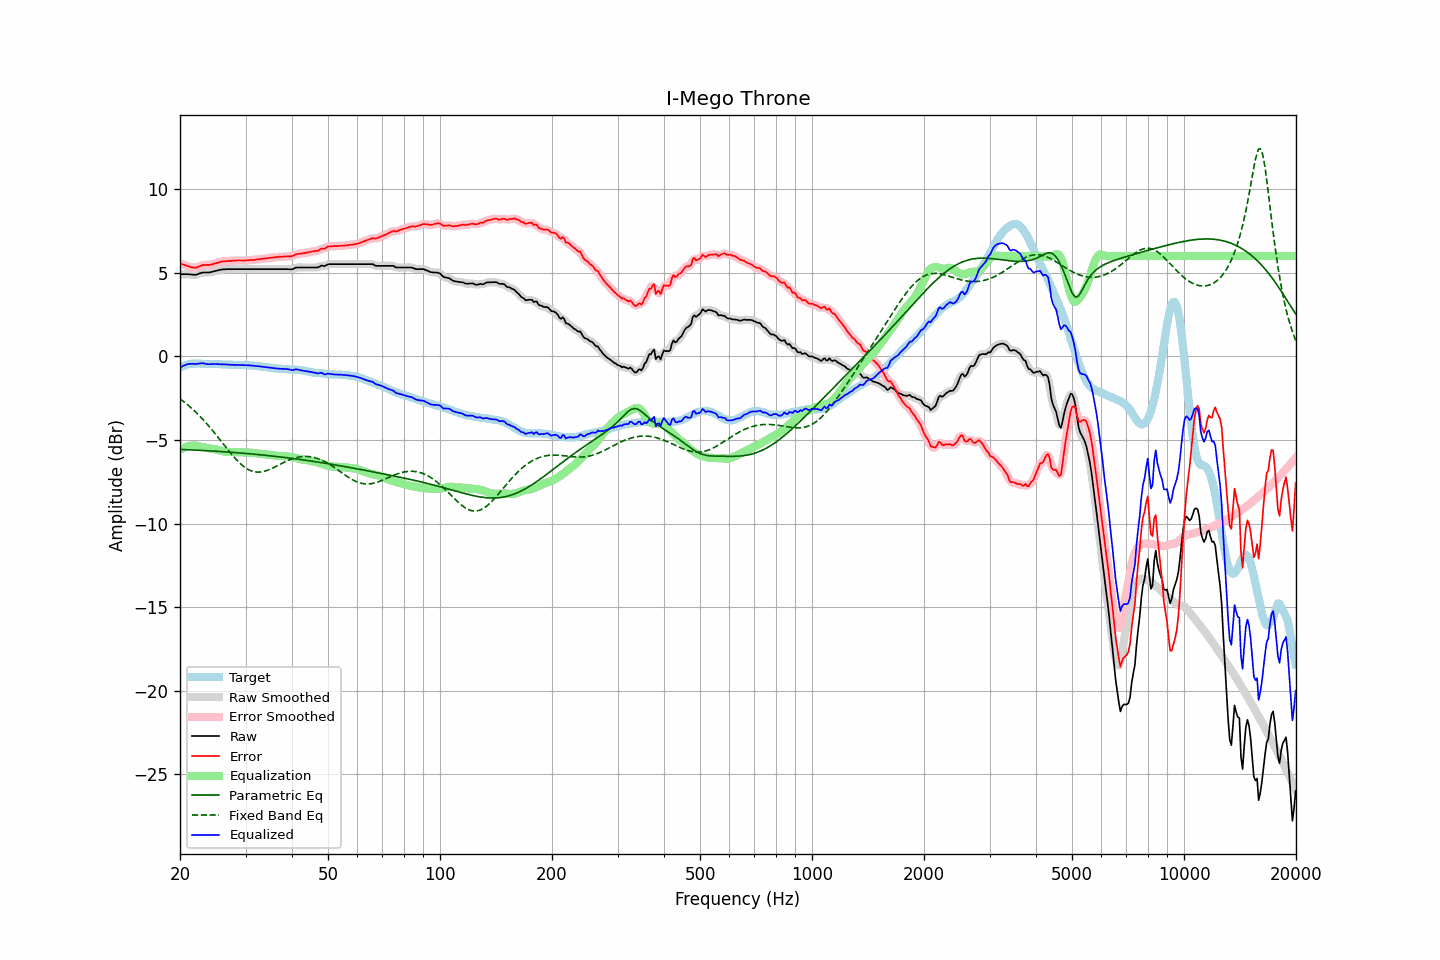 I-Mego Throne
Amplitude (dBr)
10
5
0
−5
−10
−15
−20
−25
Target
Raw Smoothed
Error Smoothed
Raw
Error
Equalization
Parametric Eq
Fixed Band Eq
Equalized
20 50 100 200 500 1000 2000 5000 10000 20000
Frequency (Hz)